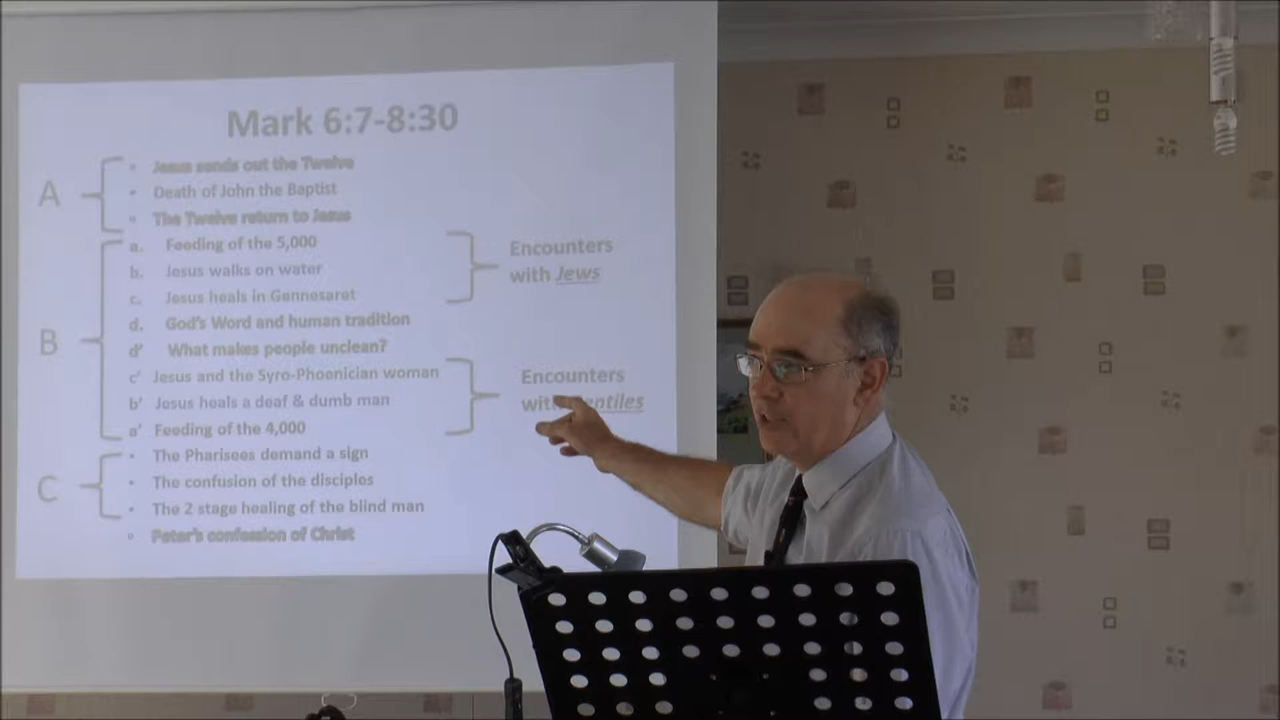 Mark 6:7-8:30
A
• Jesus sends out the Twelve
• Death of John the Baptist
• The Twelve return to Jesus
B
a. Feeding of the 5,000
b. Jesus walks on water
c. Jesus heals in Gennesaret
Encounters
with Jews
d. God's Word and human tradition
d' What makes people unclean?
c' Jesus and the Syro-Phoenician woman
b' Jesus heals a deaf & dumb man
a' Feeding of the 4,000
Encounters
with Gentiles
C
• The Pharisees demand a sign
• The confusion of the disciples
• The 2 stage healing of the blind man
• Peter's confession of Christ